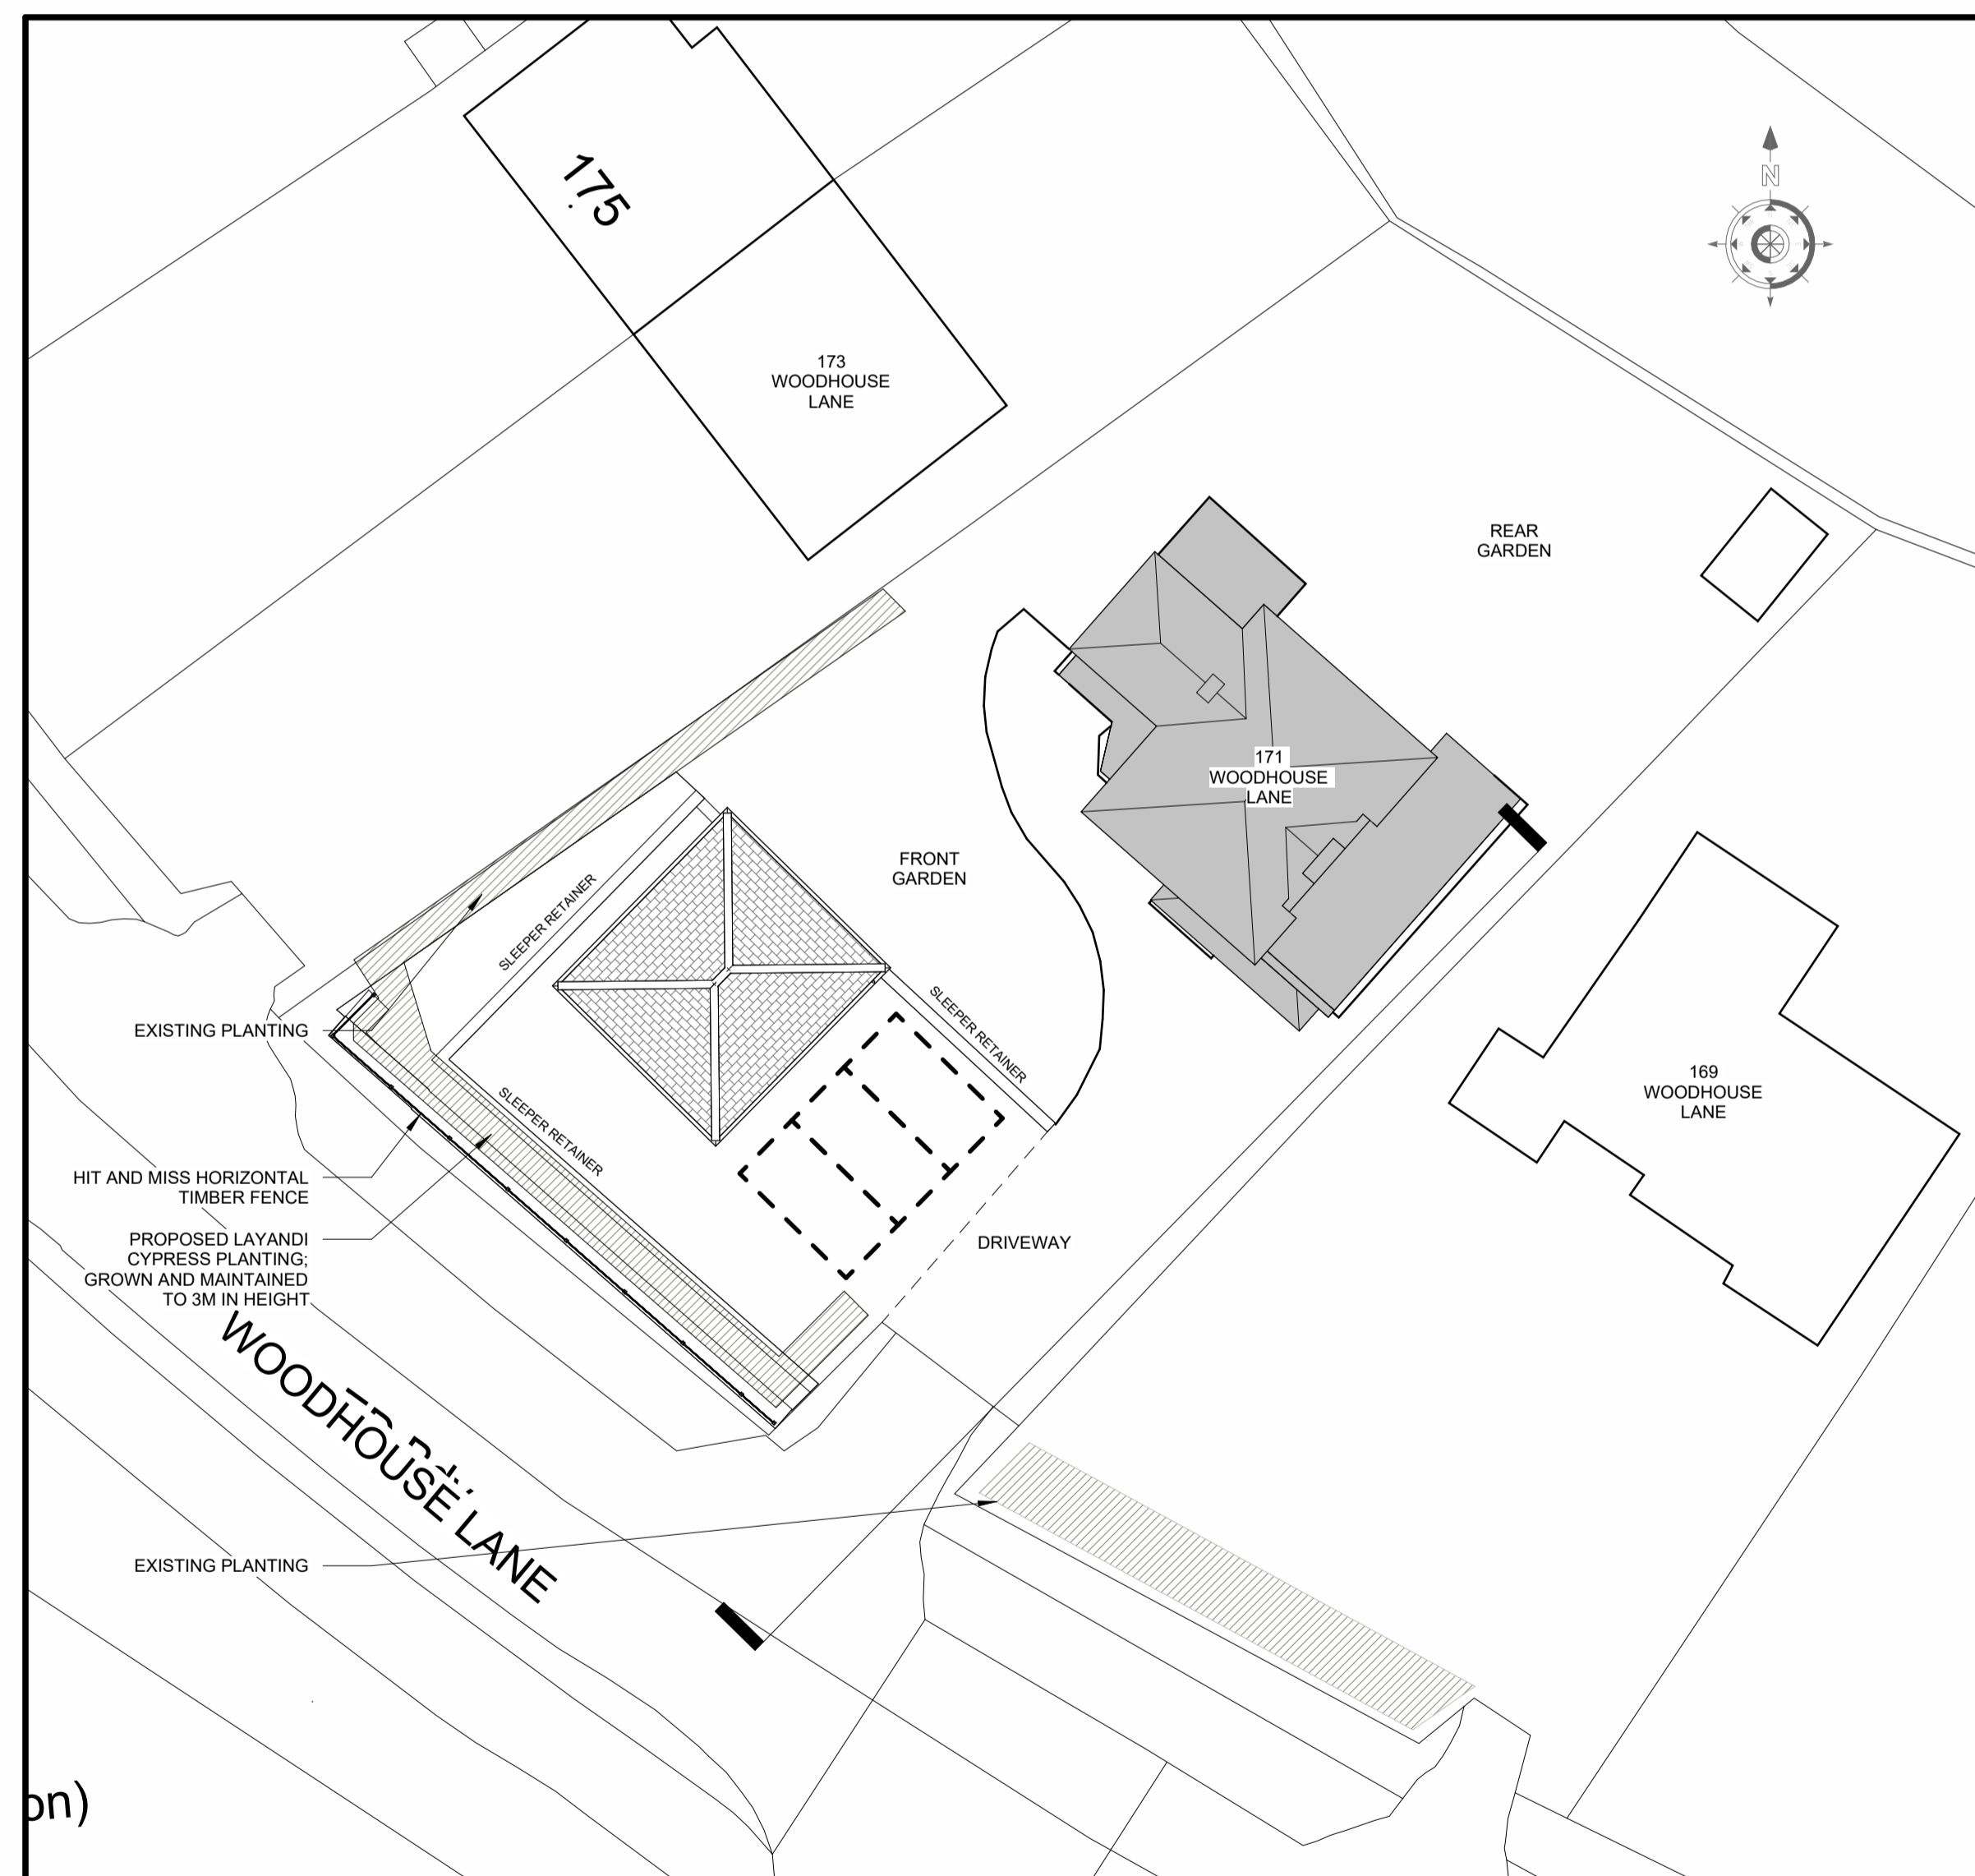 175
N
173
WOODHOUSE
LANE
REAR
GARDEN
171
WOODHOUSE
LANE
FRONT
GARDEN
SLEEPER RETAINER
SLEEPER RETAINER
EXISTING PLANTING
169
WOODHOUSE
LANE
SLEEPER RETAINER
HIT AND MISS HORIZONTAL
TIMBER FENCE
PROPOSED LAYANDI
CYPRESS PLANTING;
GROWN AND MAINTAINED
TO 3M IN HEIGHT
DRIVEWAY
WOODHOUSE LANE
EXISTING PLANTING
on)